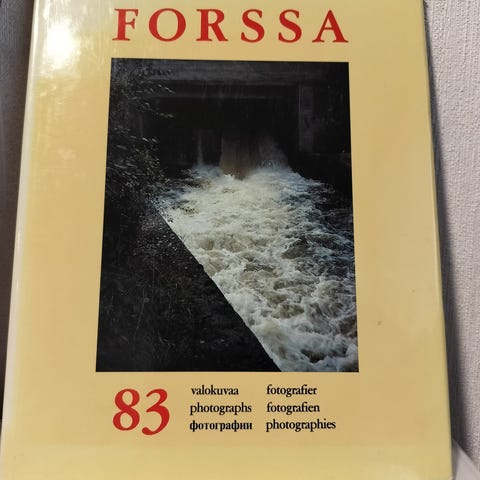 FORSSA
83
valokuvaa fotografier
photographs fotografien
фотографии photographies